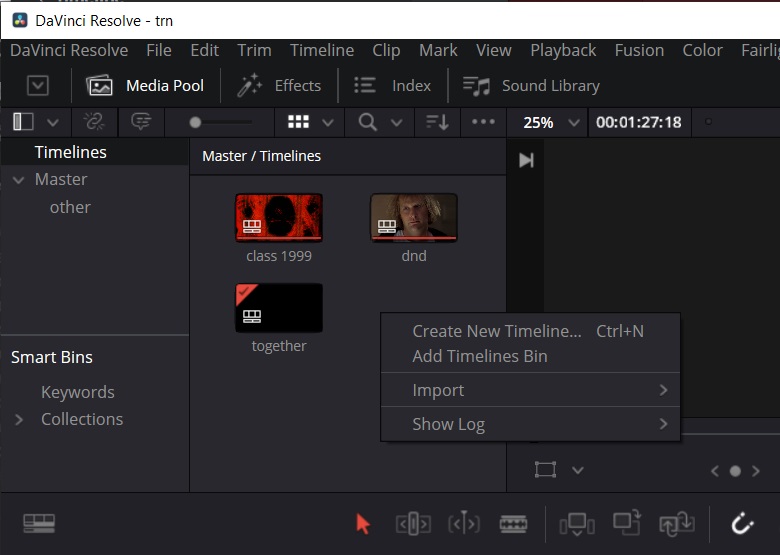 DaVinci Resolve - trn
DaVinci Resolve File Edit Trim Timeline Clip Mark View Playback Fusion Color Fairlig
Media Pool Effects Index Sound Library
25% 00:01:27:18
Timelines
Master
other
Master / Timelines
class 1999
dnd
together
Create New Timeline... Ctrl+N
Add Timelines Bin
Import
Show Log
Smart Bins
Keywords
Collections